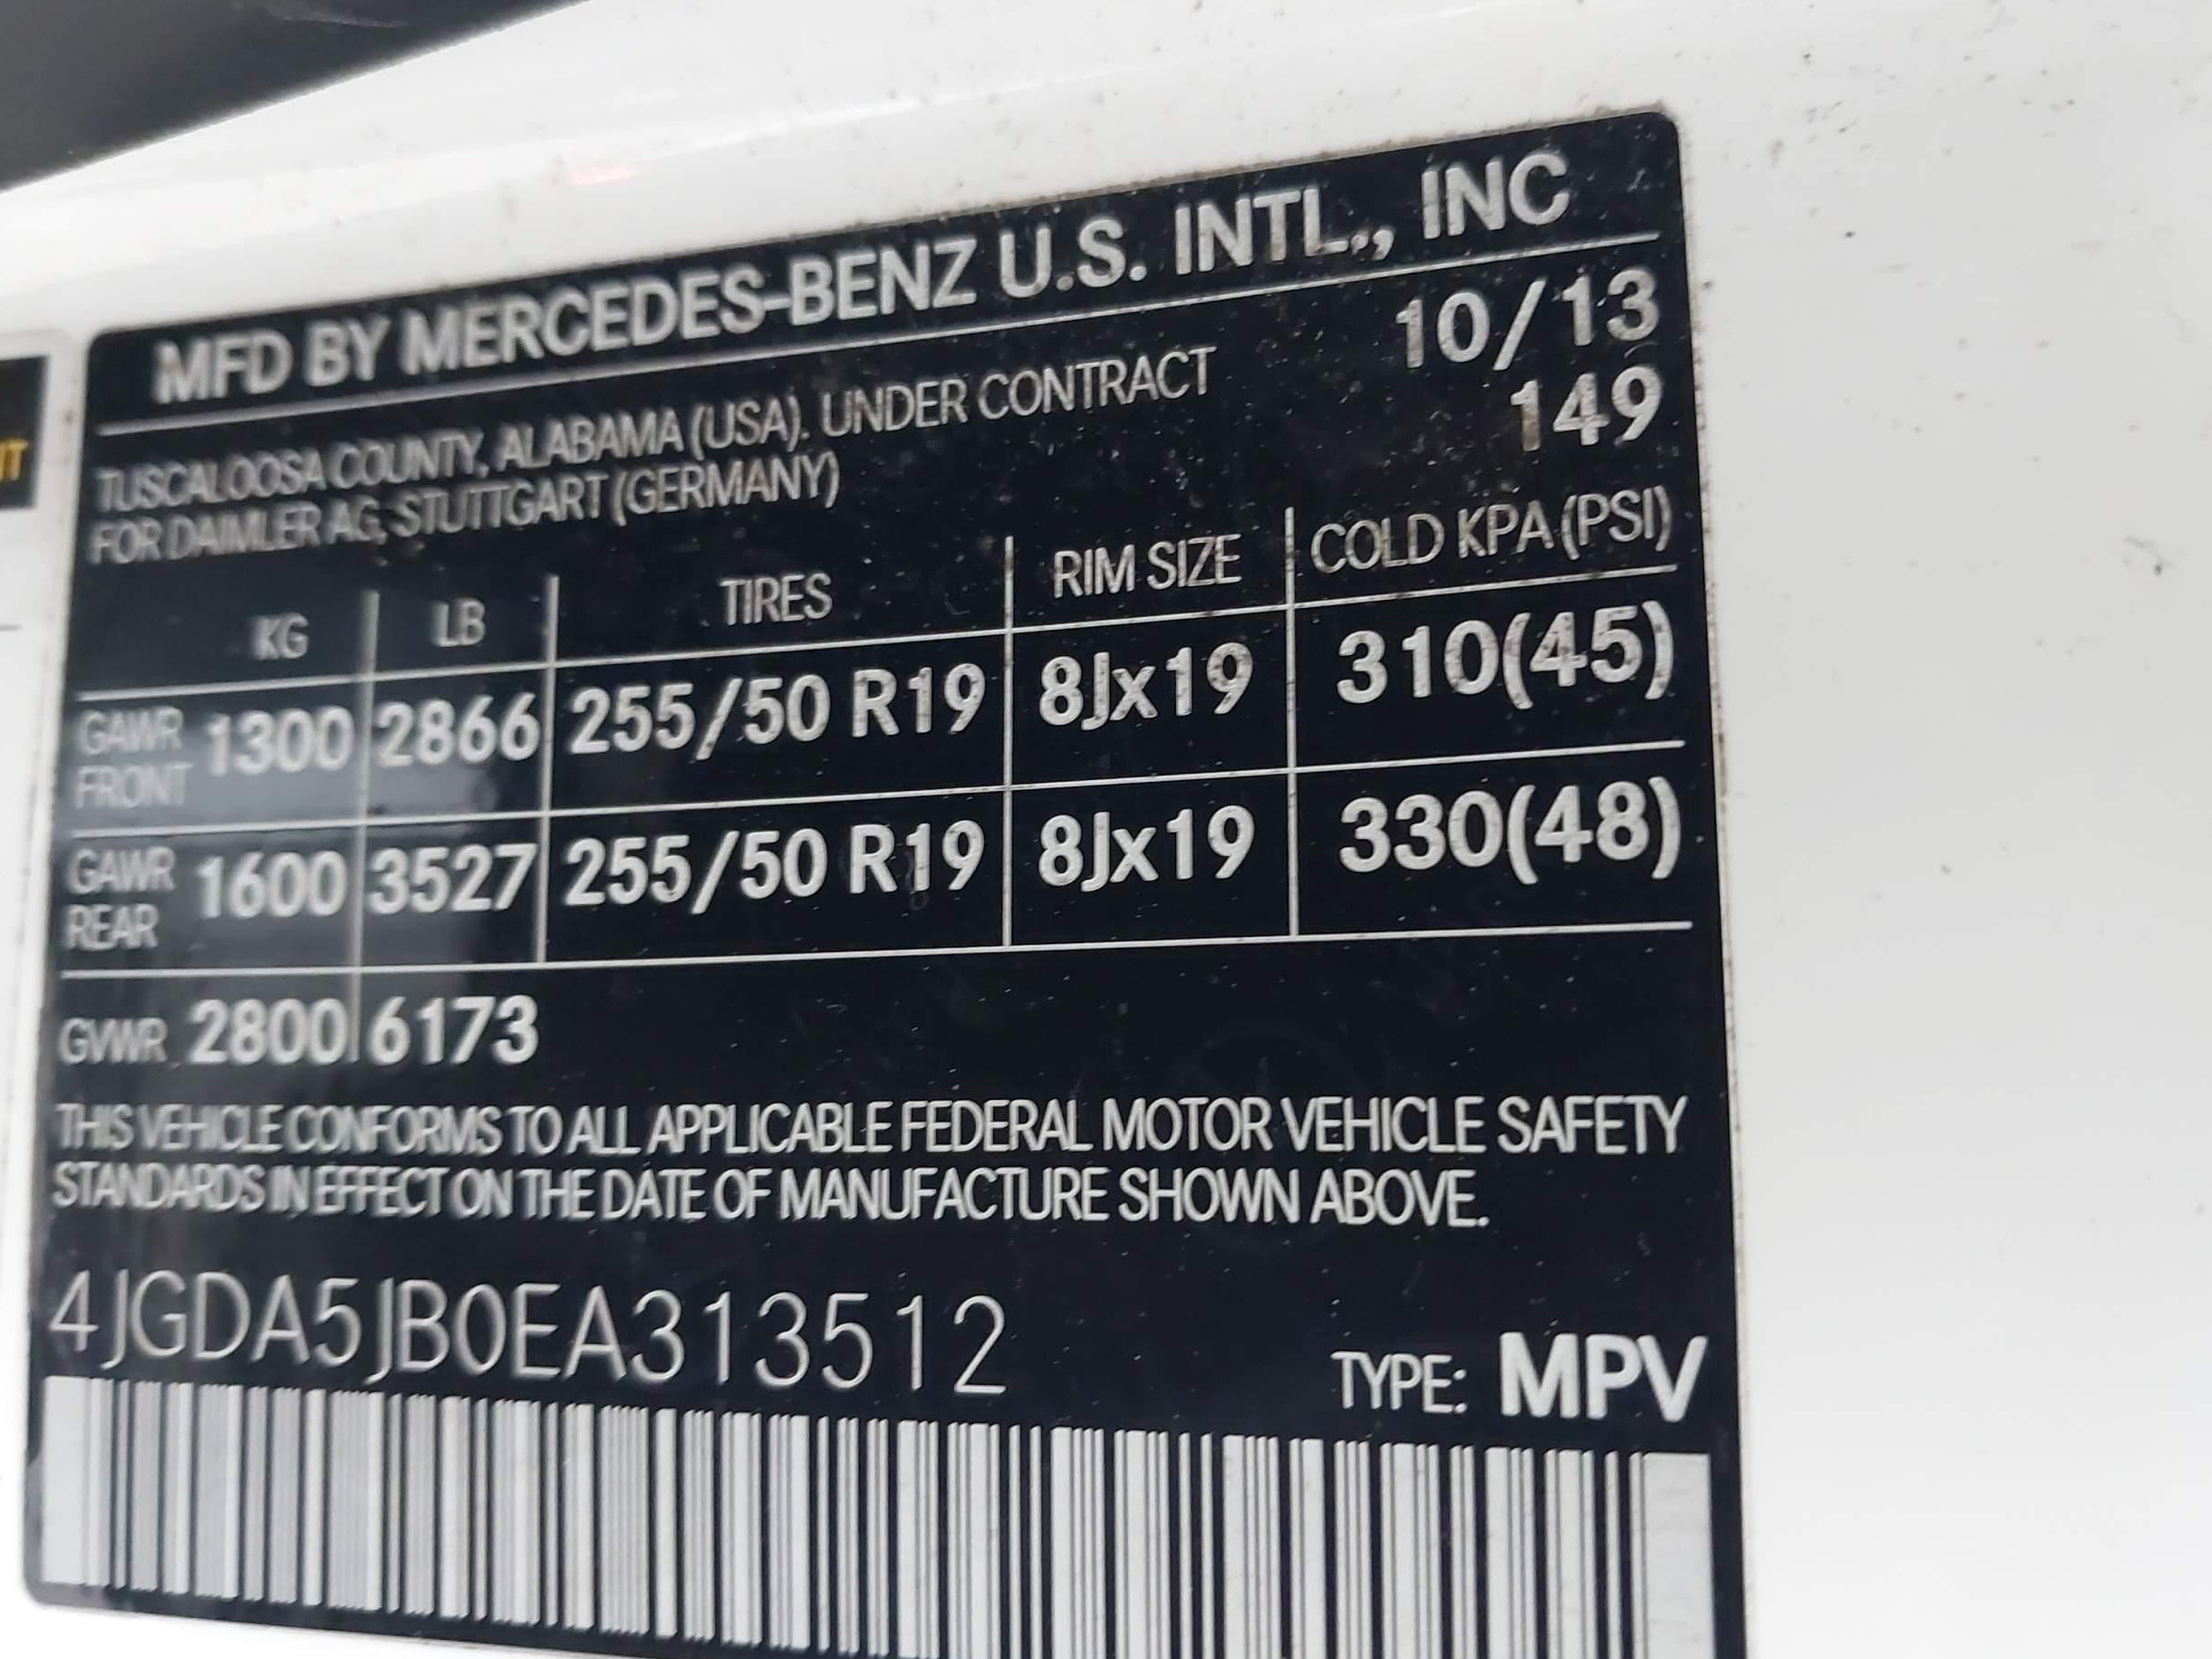 MFD BY MERCEDES-BENZ U.S. INTL., INC
10/13
TUSCALOOSA COUNTY, ALABAMA (USA). UNDER CONTRACT
149
FOR DAIMLER AG, STUTTGART (GERMANY)
KG LB TIRES RIM SIZE COLD KPA (PSI)
GAWR FRONT 1300 2866 255/50 R19 8Jx19 310(45)
GAWR REAR 1600 3527 255/50 R19 8Jx19 330(48)
GVWR 2800 6173
THIS VEHICLE CONFORMS TO ALL APPLICABLE FEDERAL MOTOR VEHICLE SAFETY
STANDARDS IN EFFECT ON THE DATE OF MANUFACTURE SHOWN ABOVE.
4JGDA5JB0EA313512
TYPE: MPV